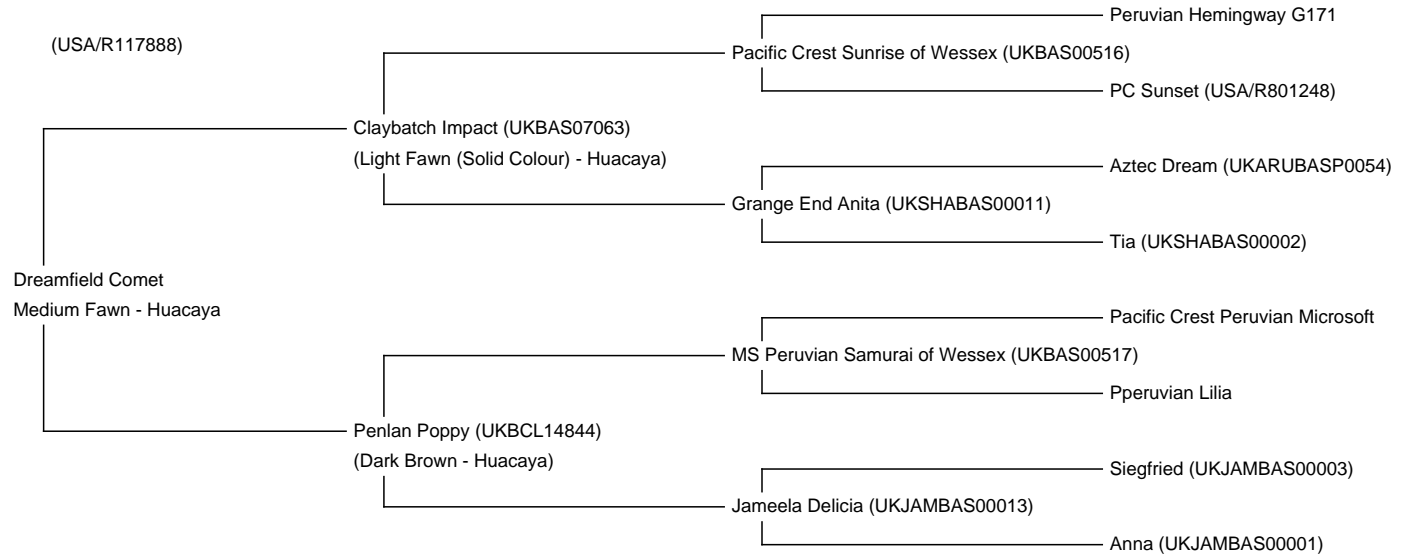 Peruvian Hemingway G171
(USA/R117888)
Pacific Crest Sunrise of Wessex (UKBAS00516)
PC Sunset (USA/R801248)
Claybatch Impact (UKBAS07063)
(Light Fawn (Solid Colour) - Huacaya)
Aztec Dream (UKARUBASP0054)
Grange End Anita (UKSHABAS00011)
Tia (UKSHABAS00002)
Dreamfield Comet
Medium Fawn - Huacaya
Pacific Crest Peruvian Microsoft
MS Peruvian Samurai of Wessex (UKBAS00517)
Pperuvian Lilia
Penlan Poppy (UKBCL14844)
(Dark Brown - Huacaya)
Siegfried (UKJAMBAS00003)
Jameela Delicia (UKJAMBAS00013)
Anna (UKJAMBAS00001)